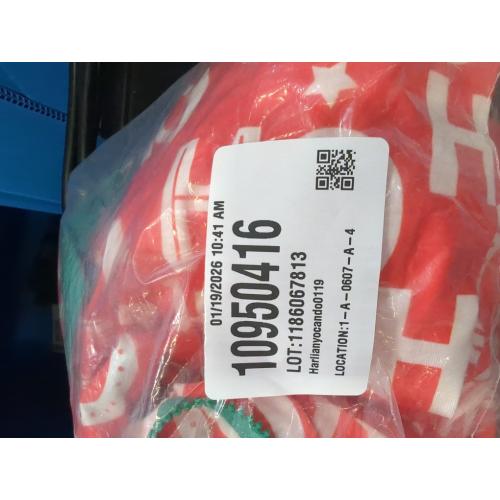 01/19/2026 10:41 AM
10950416
LOT:1186067813
Harlianyocando0119
LOCATION:1-A-0607-A-4
H
H